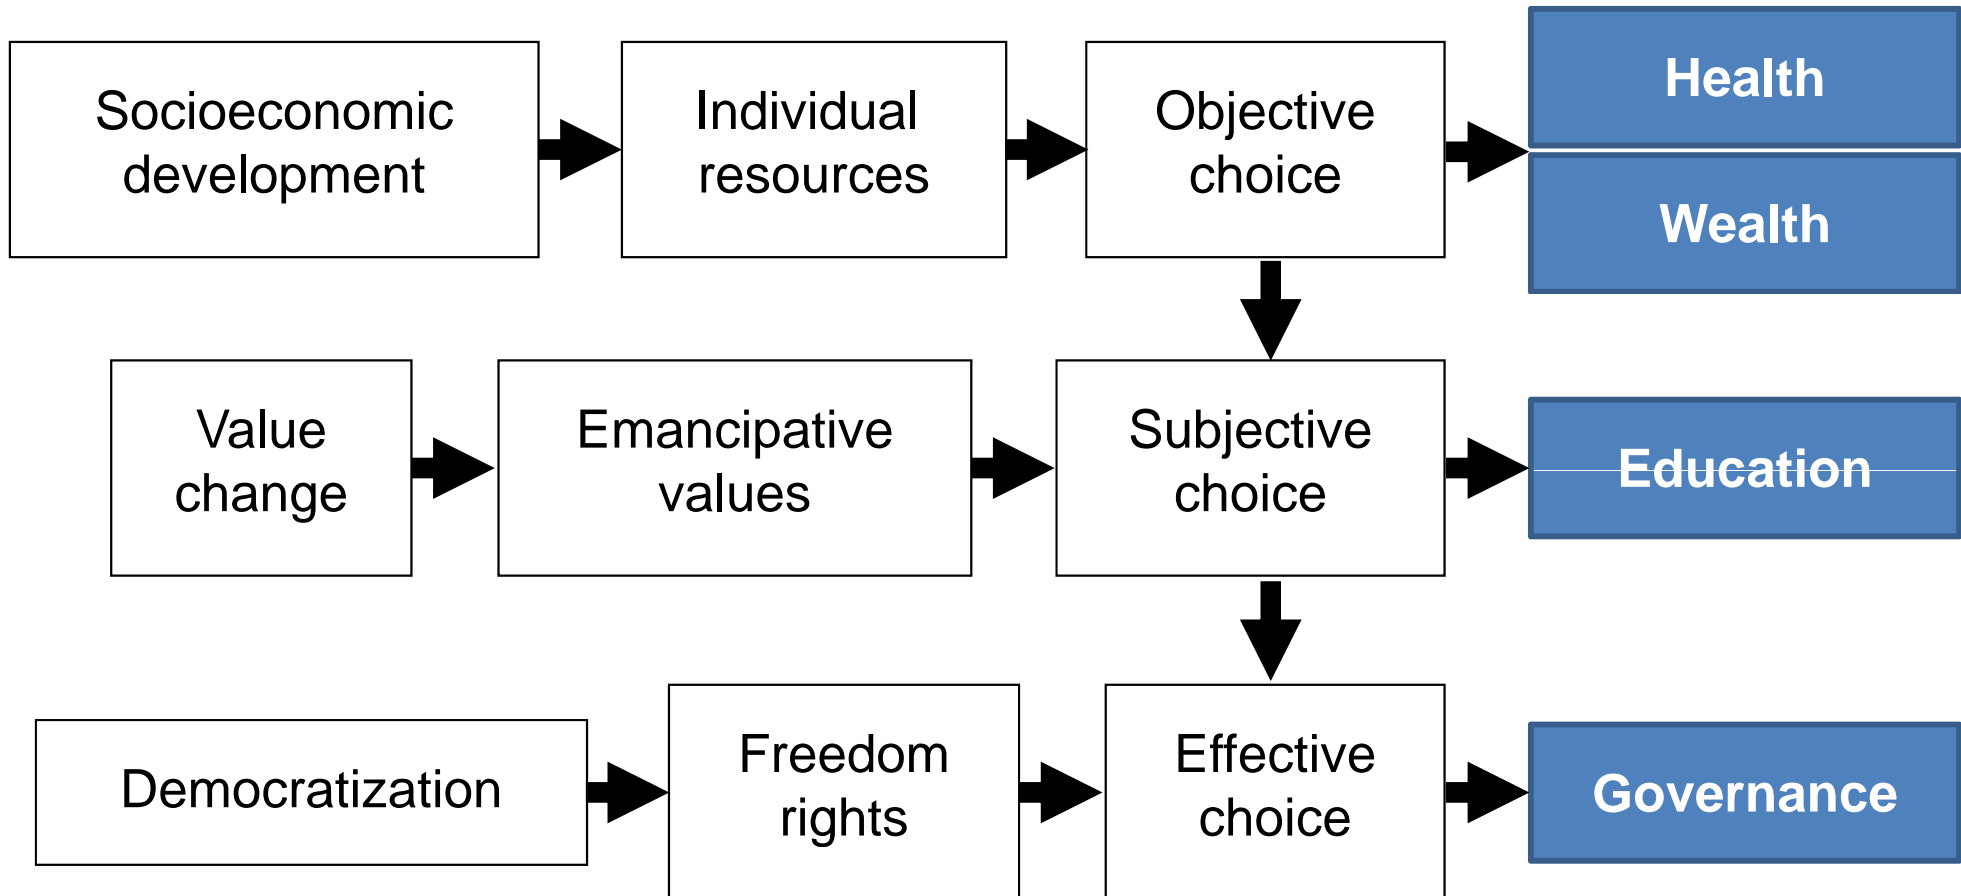 Socioeconomic
development
Individual
resources
Objective
choice
Health
Wealth
Value
change
Emancipative
values
Subjective
choice
Education
Democratization
Freedom
rights
Effective
choice
Governance